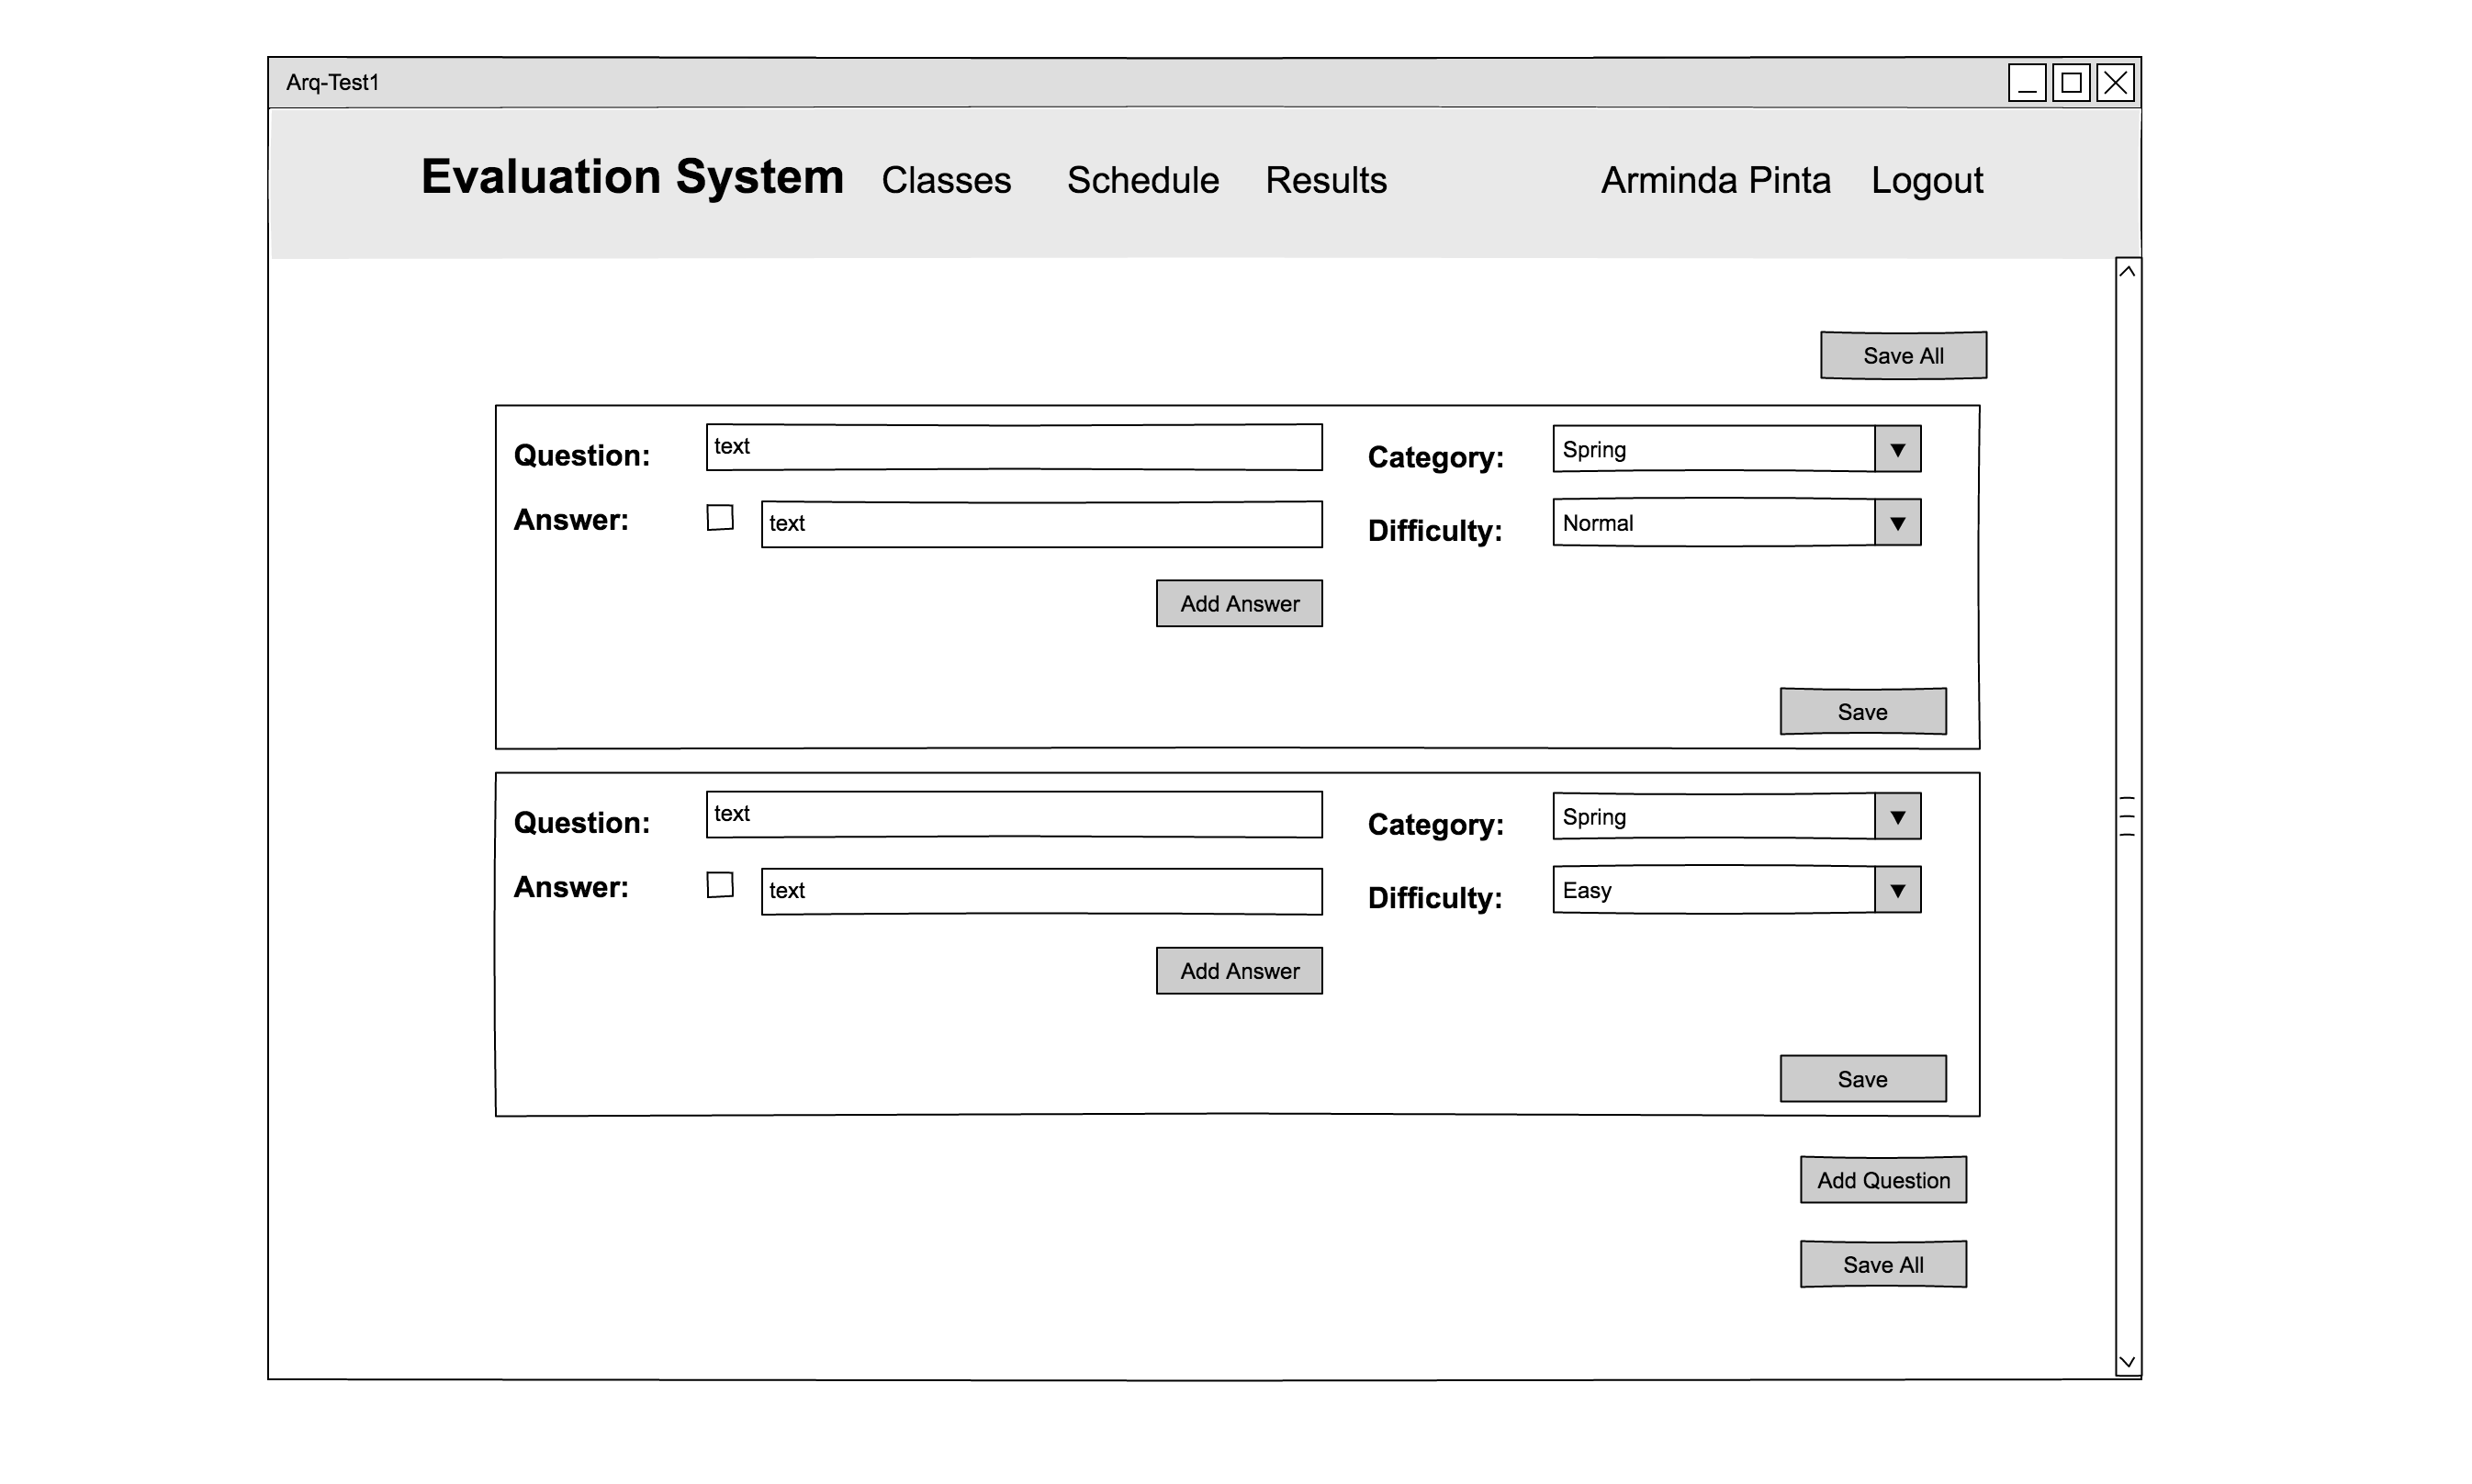 Arq-Test1
Evaluation System Classes Schedule Results Arminda Pinta Logout
Save All
Question: text Category: Spring
Answer: text Difficulty: Normal
Add Answer
Save
Question: text Category: Spring
Answer: text Difficulty: Easy
Add Answer
Save
Add Question
Save All